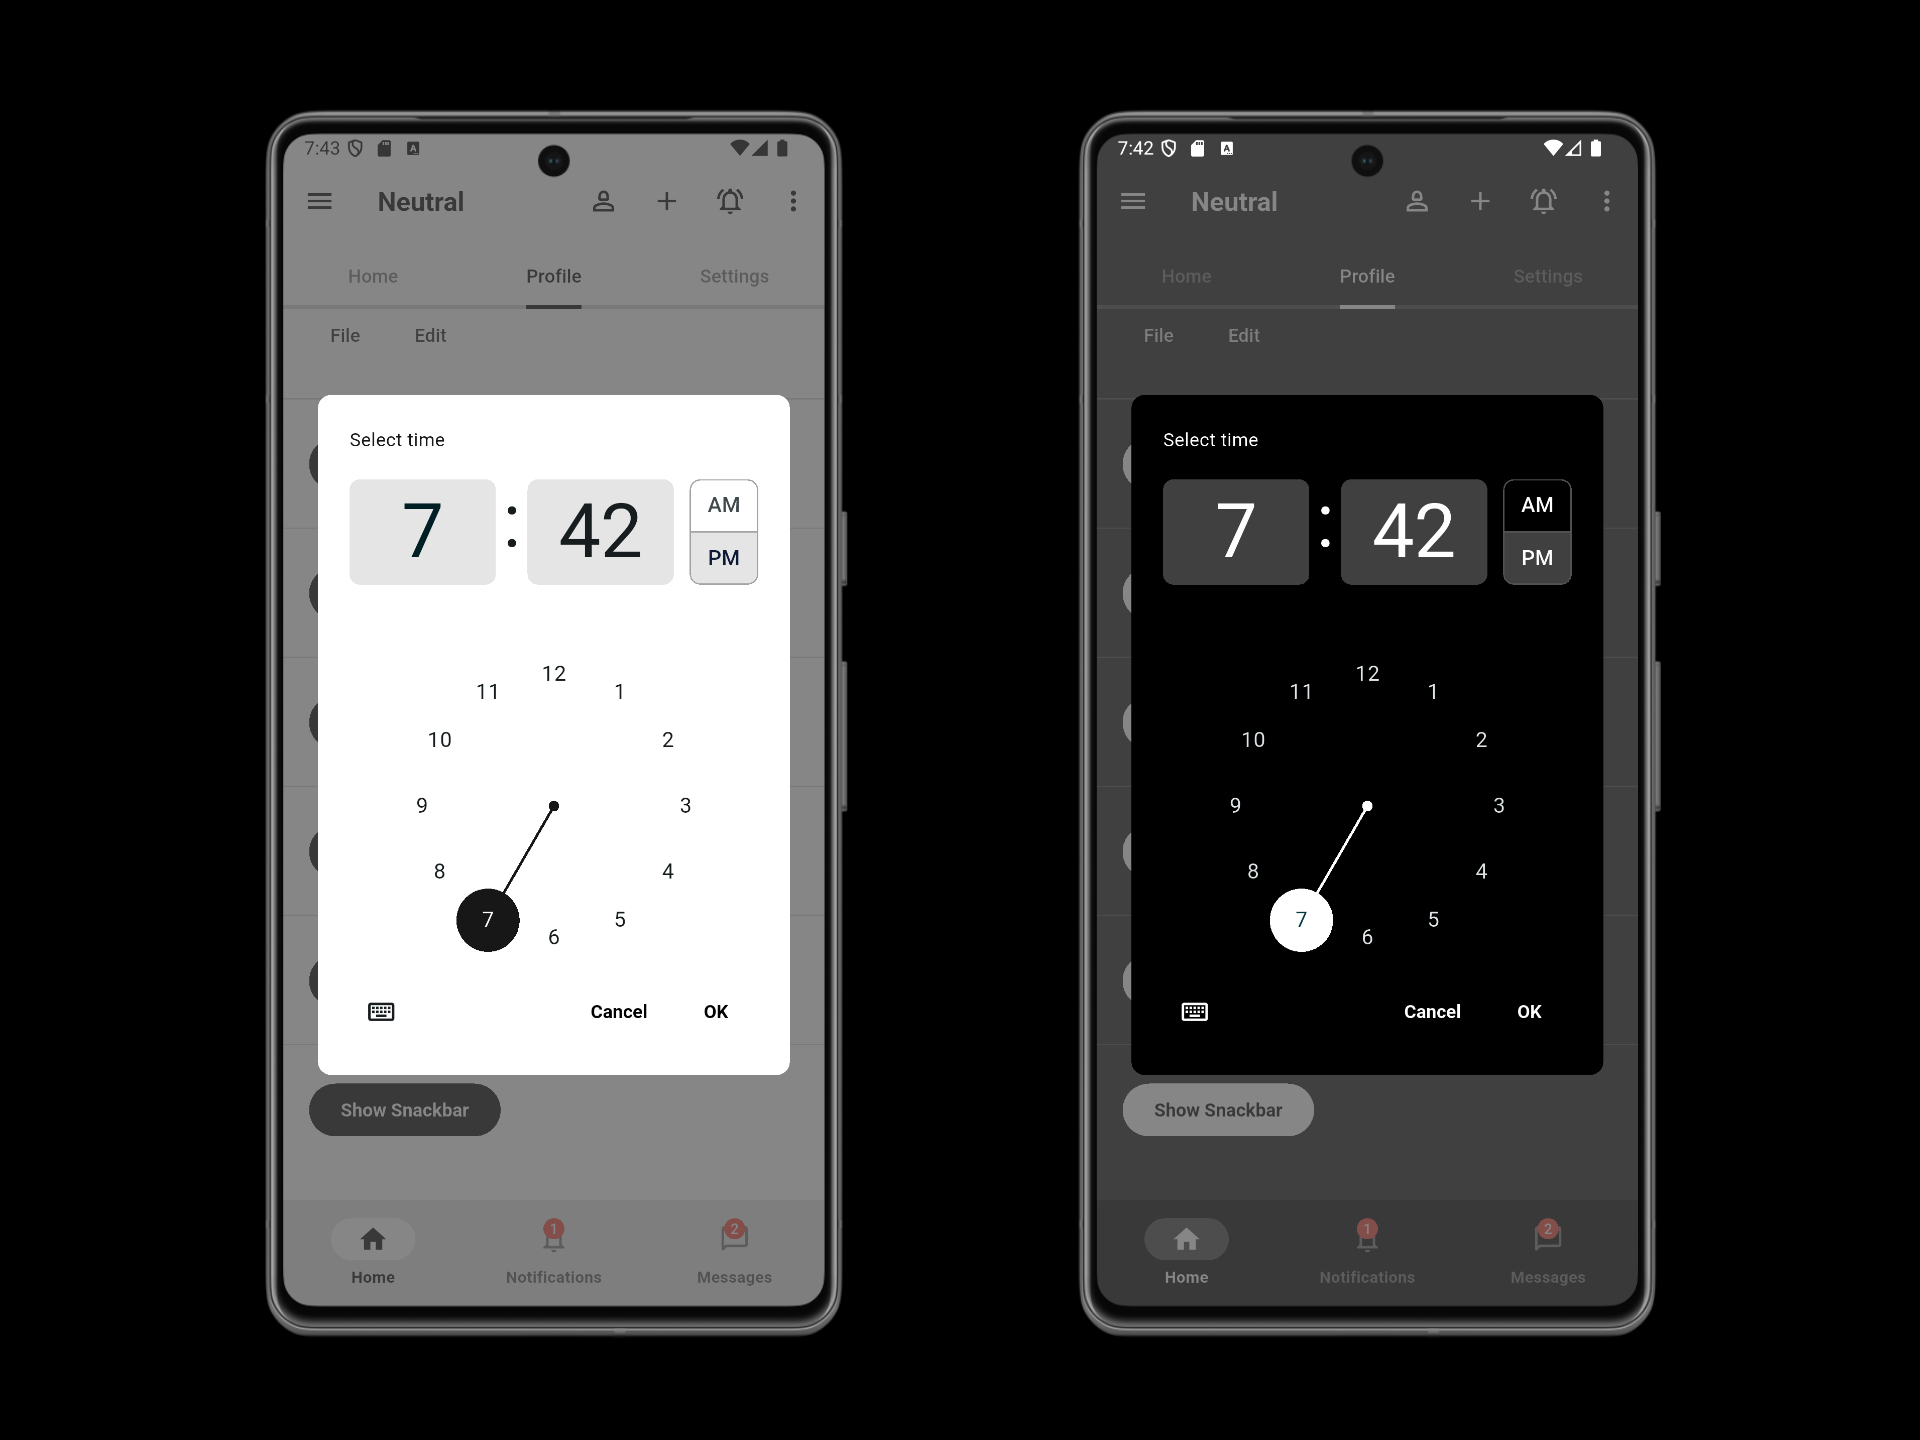 7:43
Neutral
Home Profile Settings
File Edit
Select time
7 : 42
AM
PM
12
11 1
10 2
9 3
8 4
7 5
6
Cancel OK
Show Snackbar
1 2
Home Notifications Messages
7:42
Neutral
Home Profile Settings
File Edit
Select time
7 : 42
AM
PM
12
11 1
10 2
9 3
8 4
7 5
6
Cancel OK
Show Snackbar
1 2
Home Notifications Messages